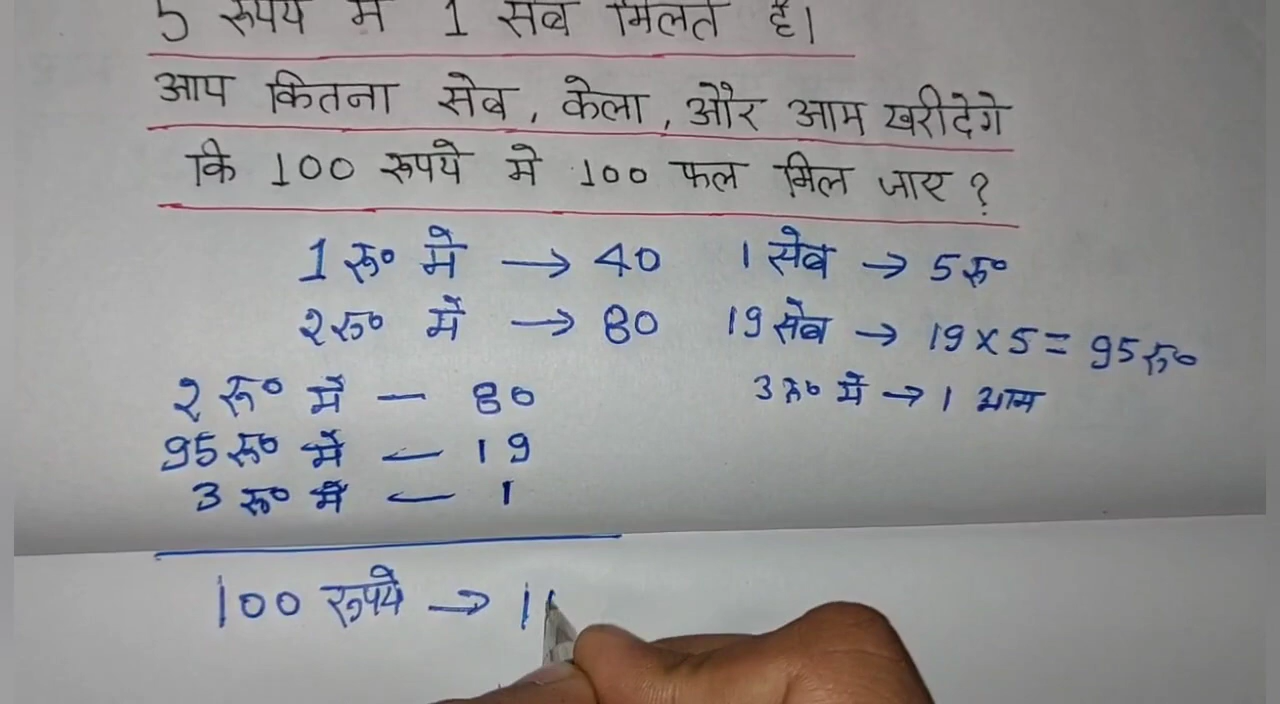 5 रूपये मे 1 सेब मिलते है।
आप कितना सेब, केला, और आम खरीदेगे
कि 100 रूपये मे 100 फल मिल जाए ?
1 रू० मे → 40
2 रू० में → 80
1 सेब → 5 रू०
19 सेब → 19 × 5 = 95 रू०
3 रू० में → 1 आम
2 रू० में — 80
95 रू० में — 19
3 रू० में — 1
100 रूपये → 1